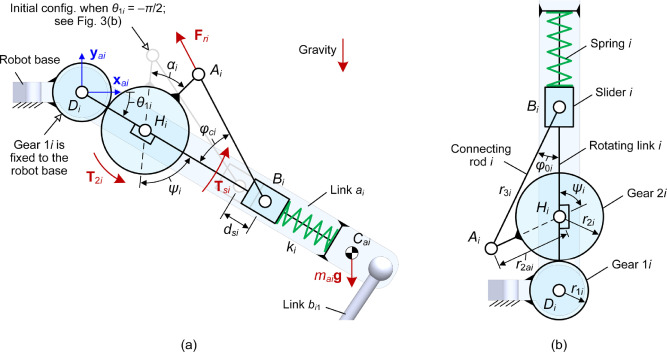 Initial config. when θ1i = –π/2;
see Fig. 3(b)
Fri
Ai
αi
Gravity
Robot base
yai
xai
Di
θ1i
Hi
φci
Gear 1i is
fixed to the
robot base
T2i
ψi
Tsi
Bi
Link ai
dsi
ki
Cai
maig
Link bi1
(a)
Spring i
Bi
Slider i
Connecting
rod i
φ0i
Rotating link i
r3i
ψi
Gear 2i
Hi
r2i
Ai
r2ai
Gear 1i
r1i
Di
(b)